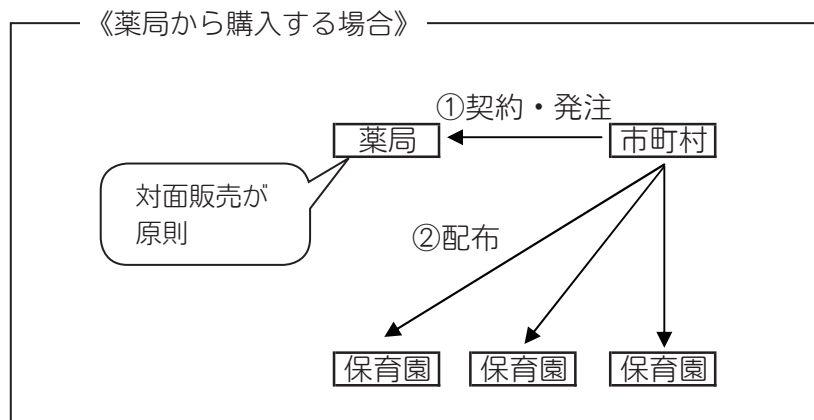 《薬局から購入する場合》
①契約・発注
薬局
市町村
対面販売が
原則
②配布
保育園
保育園
保育園